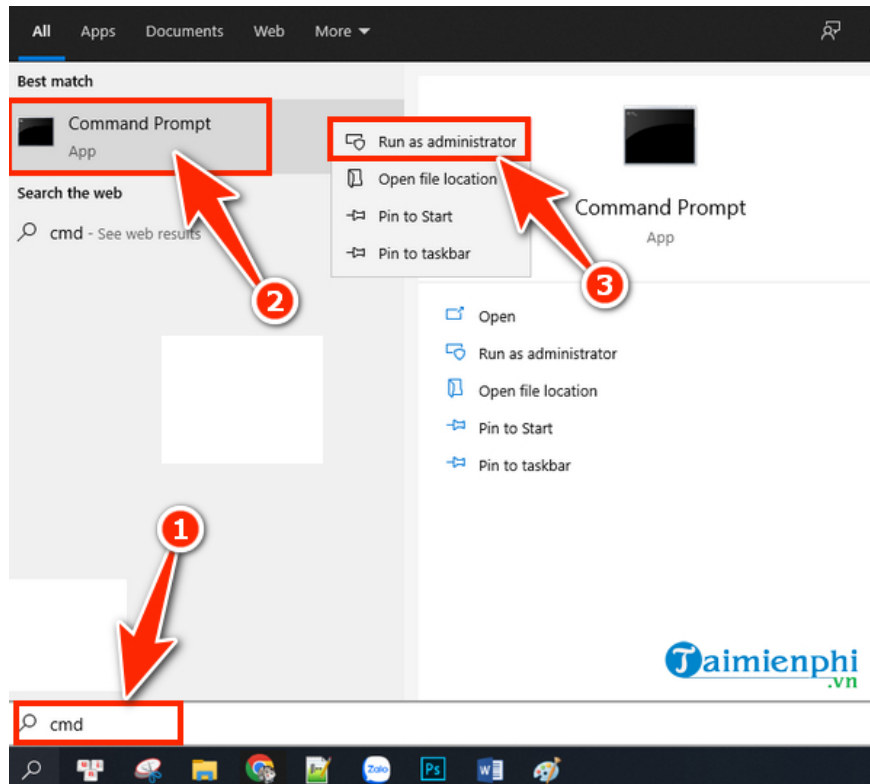 All Apps Documents Web More
Best match
Command Prompt
App
Search the web
cmd - See web results
Run as administrator
Open file location
Pin to Start
Pin to taskbar
Command Prompt
App
Open
Run as administrator
Open file location
Pin to Start
Pin to taskbar
2
3
1
Taimienphi
.vn
cmd
Zalo
Ps
W